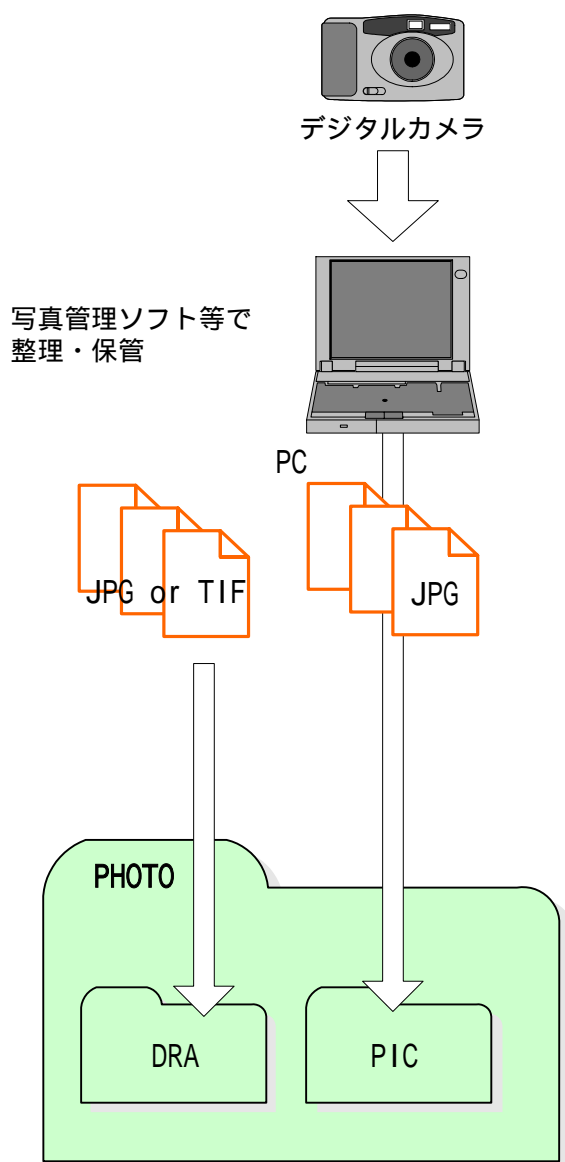 デジタルカメラ
写真管理ソフト等で
整理・保管
PC
JPG or TIF
JPG
PHOTO
DRA
PIC